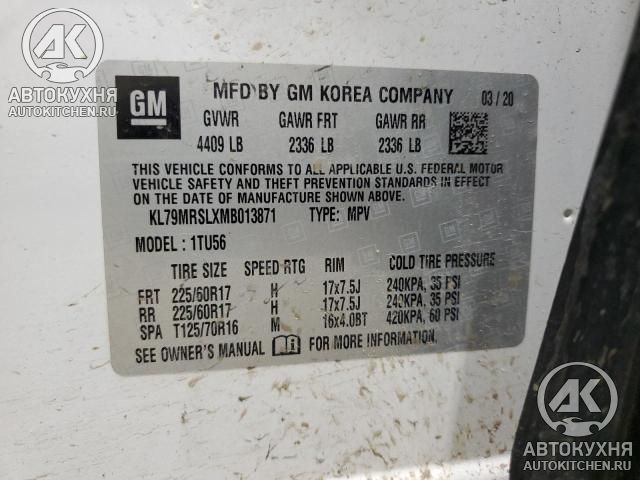 АВТОКУХНЯ
AUTOKITCHEN.RU
GM
MFD BY GM KOREA COMPANY 03 / 20
GVWR GAWR FRT GAWR RR
4409 LB 2336 LB 2336 LB
THIS VEHICLE CONFORMS TO ALL APPLICABLE U.S. FEDERAL MOTOR
VEHICLE SAFETY AND THEFT PREVENTION STANDARDS IN EFFECT
ON THE DATE OF MANUFACTURE SHOWN ABOVE.
KL79MRSLXMB013871 TYPE: MPV
MODEL : 1TU56
TIRE SIZE SPEED RTG RIM COLD TIRE PRESSURE
FRT 225/60R17 H 17x7.5J 240KPA, 35 PSI
RR 225/60R17 H 17x7.5J 240KPA, 35 PSI
SPA T125/70R16 M 16x4.0BT 420KPA, 60 PSI
SEE OWNER'S MANUAL FOR MORE INFORMATION.
AK
АВТОКУХНЯ
AUTOKITCHEN.RU